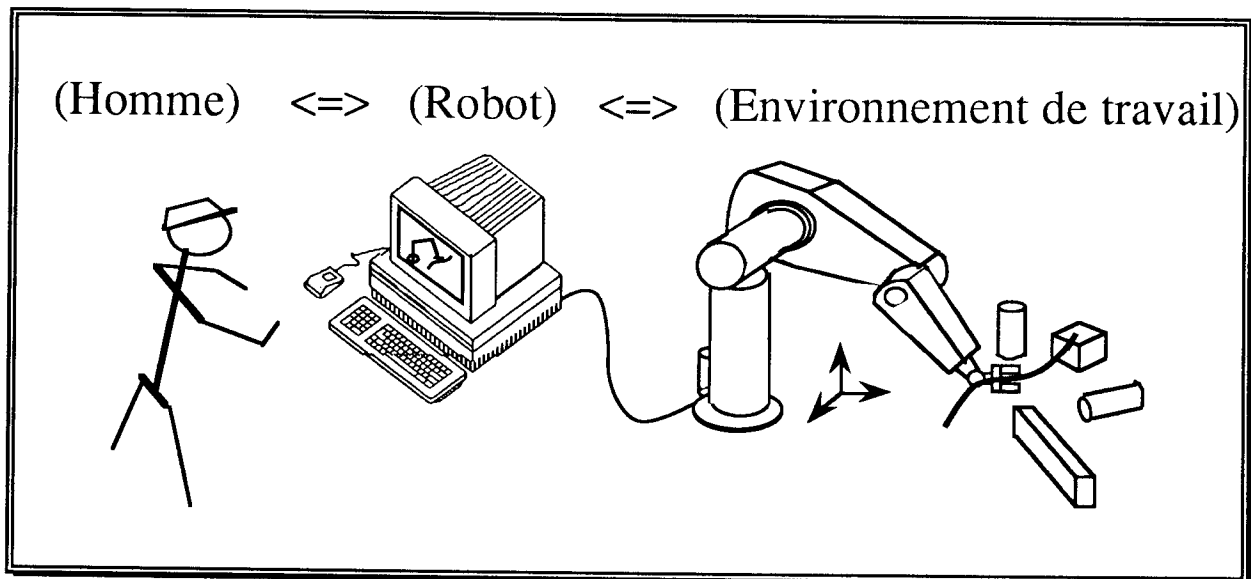 (Homme) <=> (Robot) <=> (Environnement de travail)